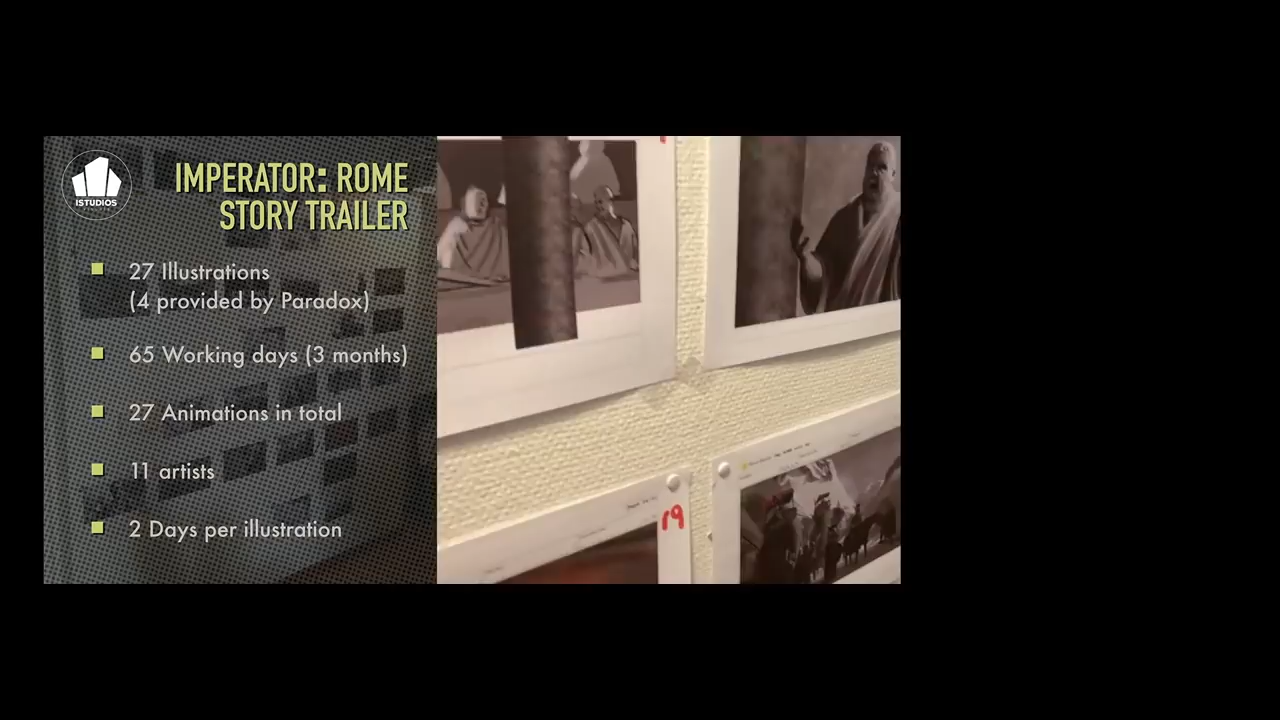 ISTUDIOS
IMPERATOR: ROME
STORY TRAILER
27 Illustrations
(4 provided by Paradox)
65 Working days (3 months)
27 Animations in total
11 artists
2 Days per illustration
19